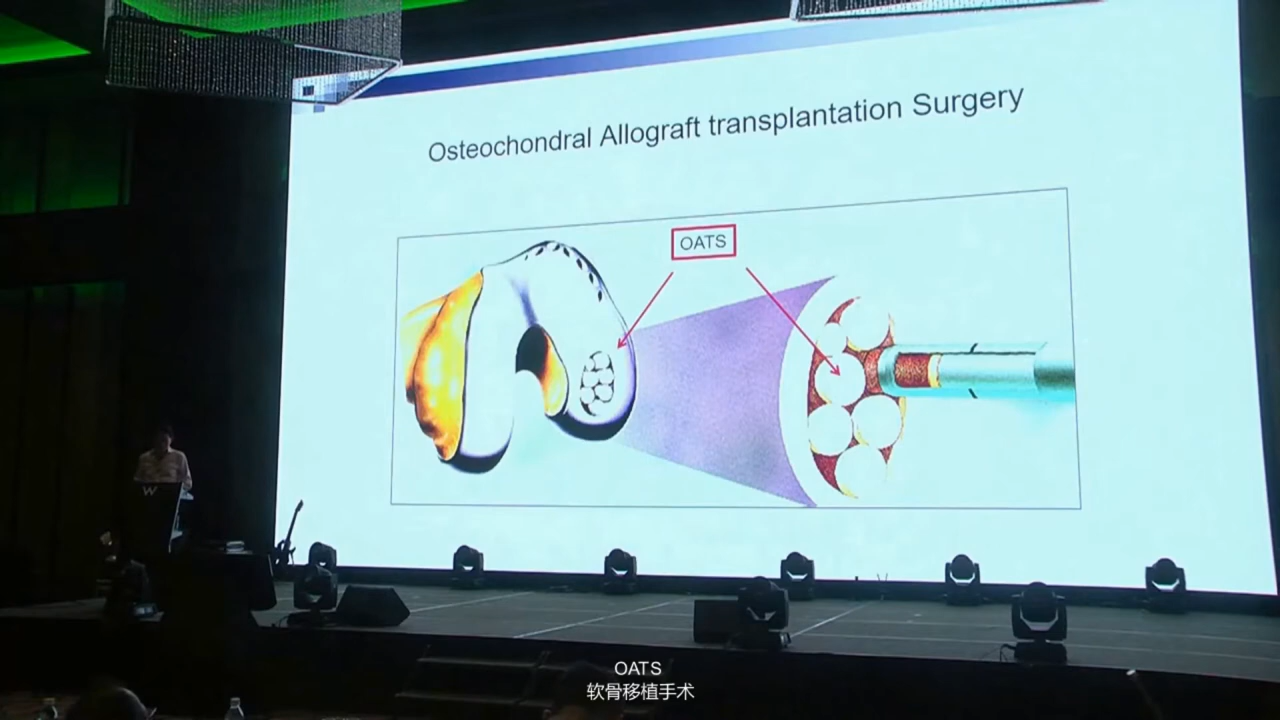 Osteochondral Allograft transplantation Surgery
OATS
W
OATS
软骨移植手术